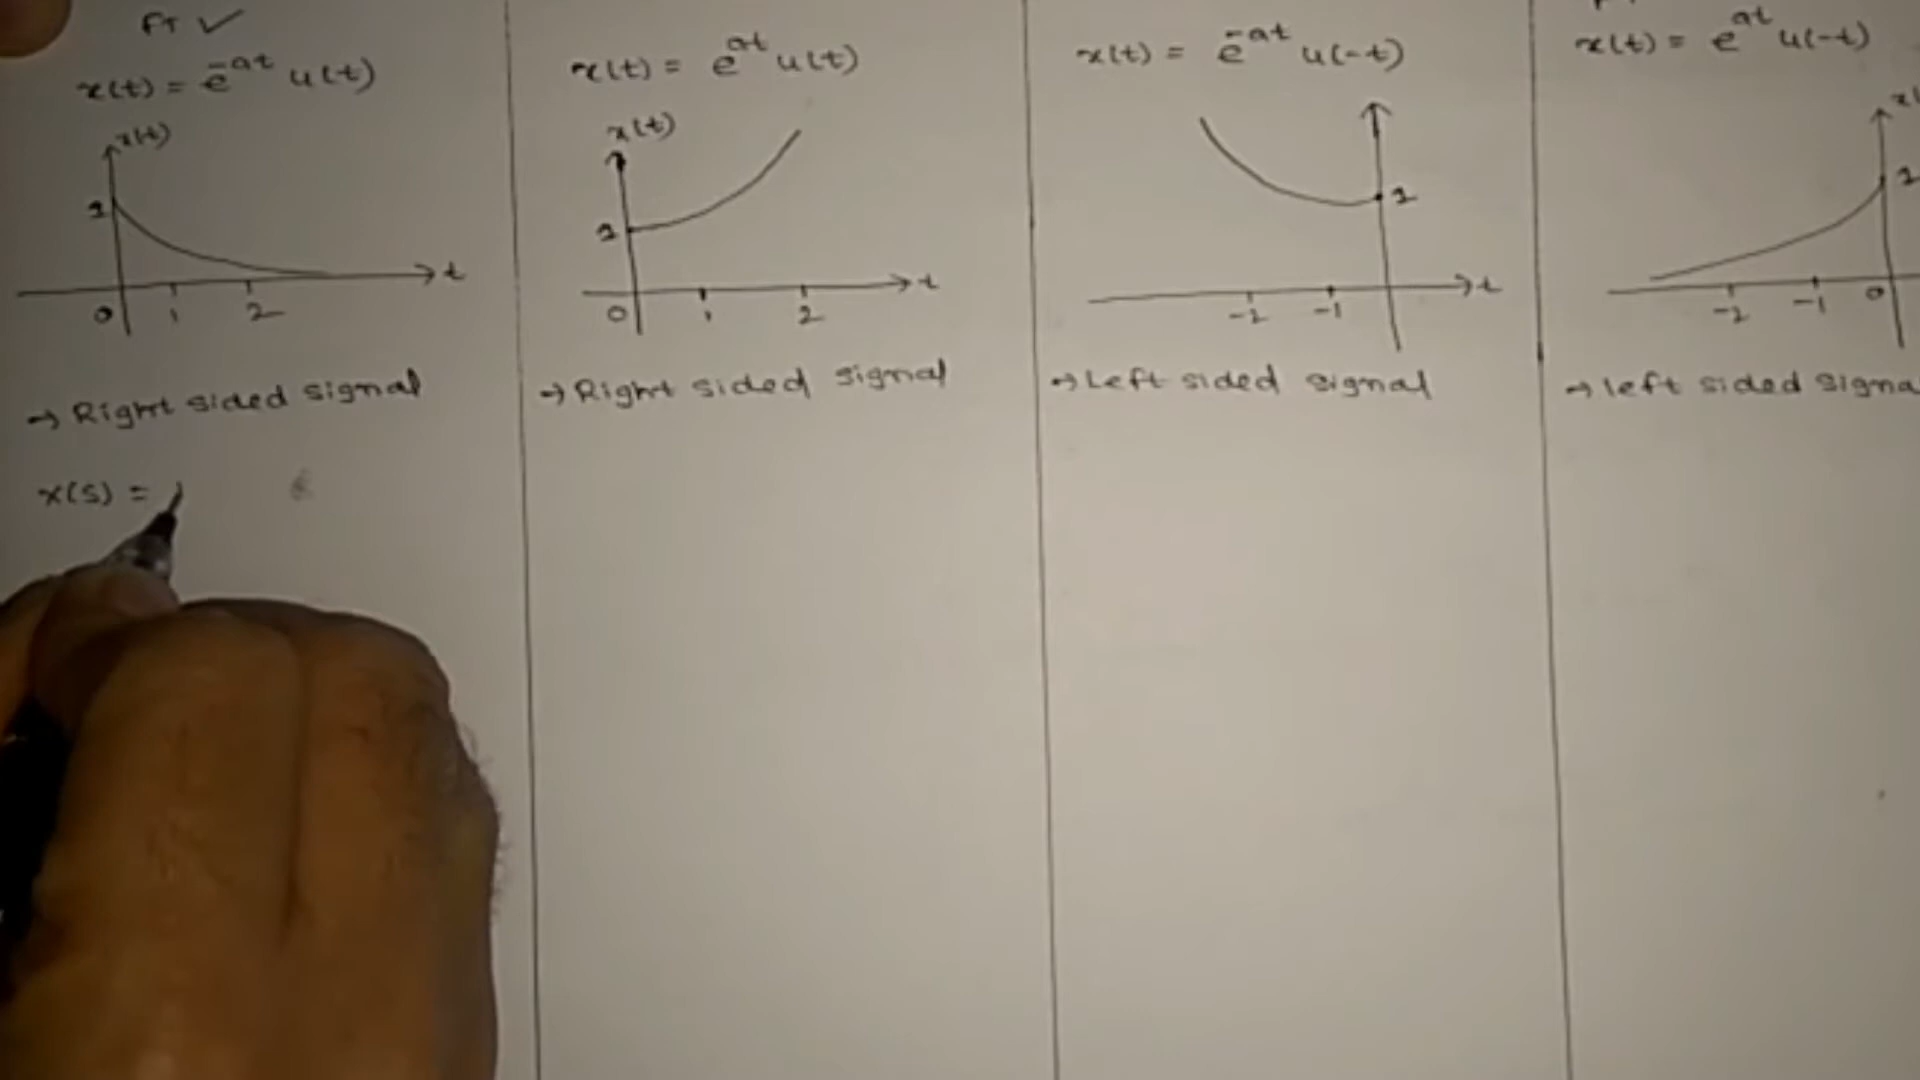 FT ✓
x(t) = e^{-at} u(t)
x(t)
1
t
0 1 2
→ Right sided signal
X(s) =
x(t) = e^{at} u(t)
x(t)
1
t
0 1 2
→ Right sided signal
x(t) = e^{-at} u(-t)
1
t
-2 -1
→ Left sided signal
x(t) = e^{at} u(-t)
1
-2 -1 0
→ left sided signa